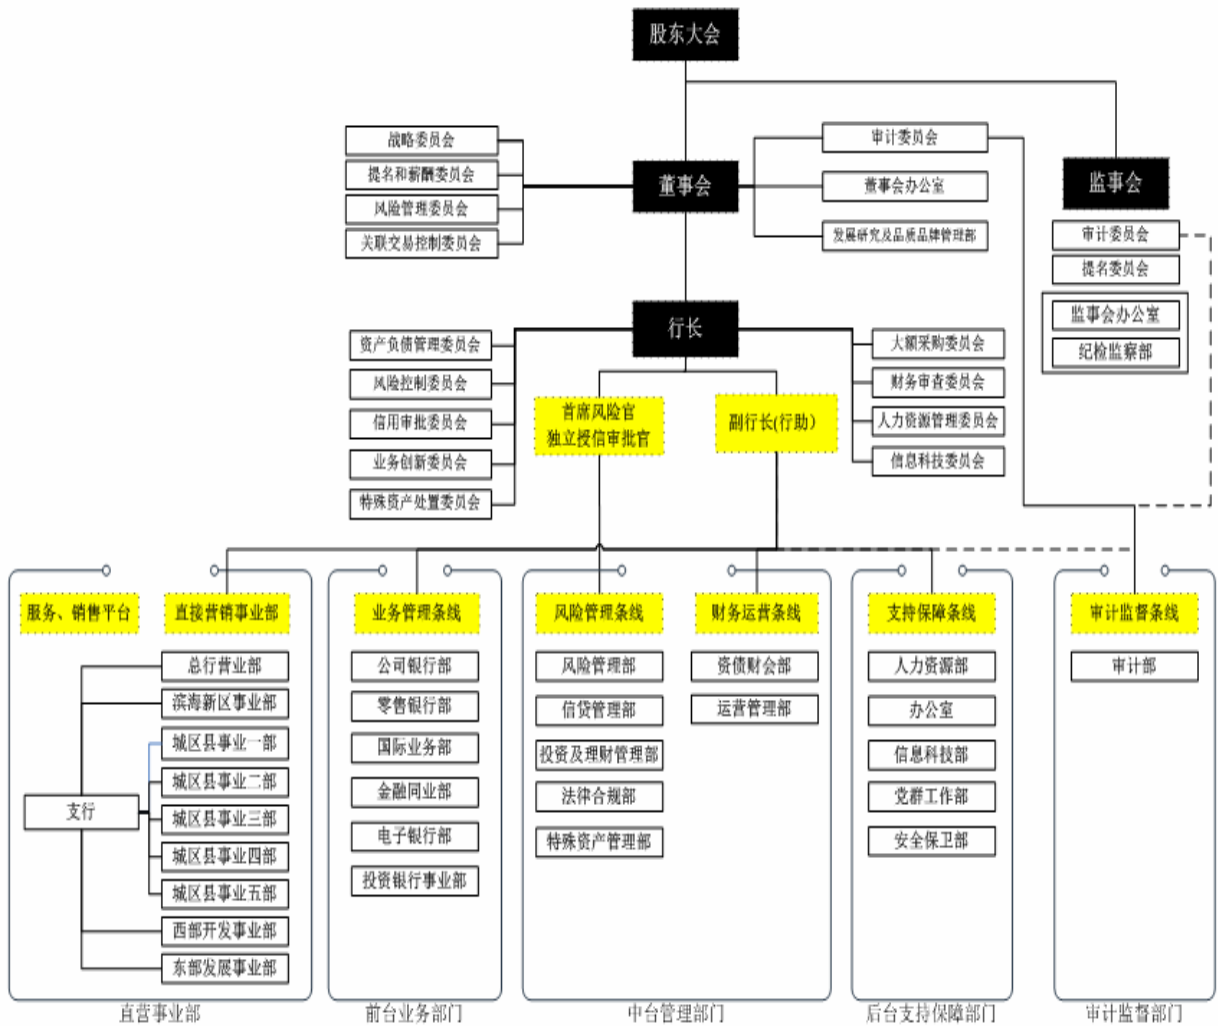 股东大会
战略委员会
提名和薪酬委员会
风险管理委员会
关联交易控制委员会
董事会
审计委员会
董事会办公室
发展研究及品质品牌管理部
监事会
审计委员会
提名委员会
监事会办公室
纪检监察部
行长
资产负债管理委员会
风险控制委员会
信用审批委员会
业务创新委员会
特殊资产处置委员会
首席风险官
独立授信审批官
副行长(行助)
大额采购委员会
财务审查委员会
人力资源管理委员会
信息科技委员会
服务、销售平台
直接营销事业部
支行
总行营业部
滨海新区事业部
城区县事业一部
城区县事业二部
城区县事业三部
城区县事业四部
城区县事业五部
西部开发事业部
东部发展事业部
直营事业部
业务管理条线
公司银行部
零售银行部
国际业务部
金融同业部
电子银行部
投资银行事业部
前台业务部门
风险管理条线
风险管理部
信贷管理部
投资及理财管理部
法律合规部
特殊资产管理部
财务运营条线
资债财会部
运营管理部
中台管理部门
支持保障条线
人力资源部
办公室
信息科技部
党群工作部
安全保卫部
后台支持保障部门
审计监督条线
审计部
审计监督部门